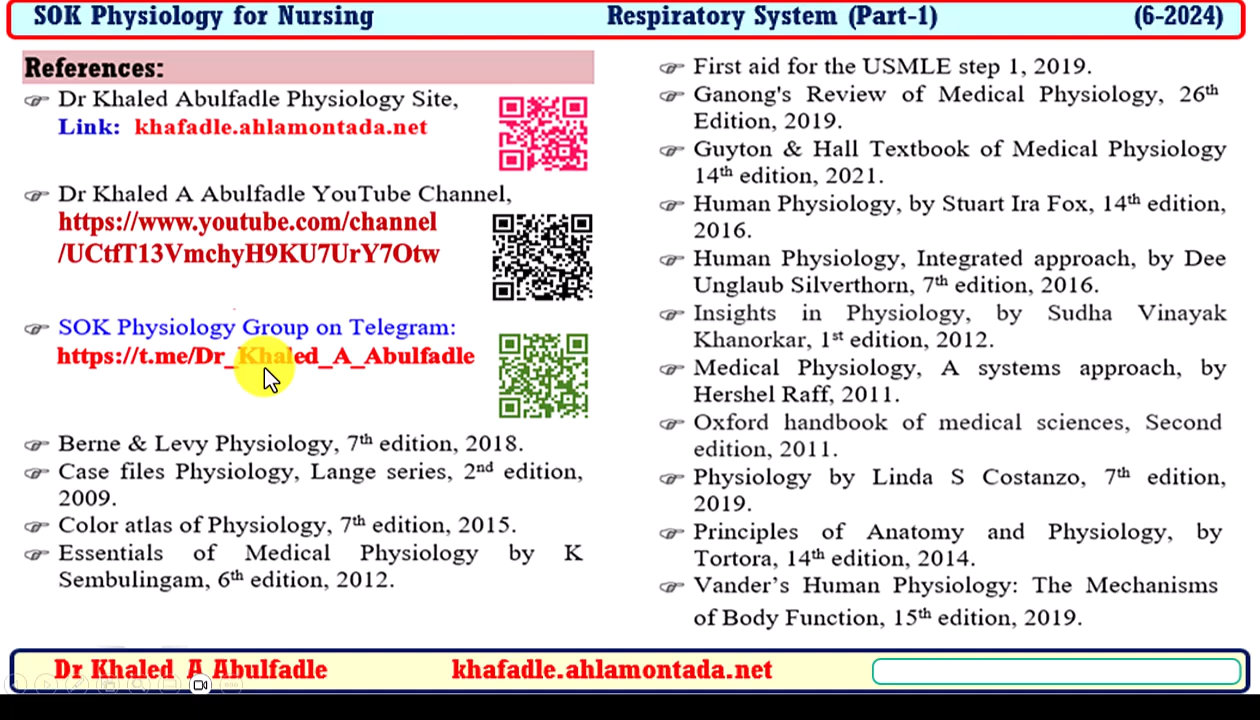 SOK Physiology for Nursing Respiratory System (Part-1) (6-2024)
References:
☞ Dr Khaled Abulfadle Physiology Site,
Link: khafadle.ahlamontada.net
☞ Dr Khaled A Abulfadle YouTube Channel,
https://www.youtube.com/channel
/UCtfT13VmchyH9KU7UrY7Otw
☞ SOK Physiology Group on Telegram:
https://t.me/Dr_Khaled_A_Abulfadle
☞ Berne & Levy Physiology, 7th edition, 2018.
☞ Case files Physiology, Lange series, 2nd edition,
2009.
☞ Color atlas of Physiology, 7th edition, 2015.
☞ Essentials of Medical Physiology by K
Sembulingam, 6th edition, 2012.
☞ First aid for the USMLE step 1, 2019.
☞ Ganong's Review of Medical Physiology, 26th
Edition, 2019.
☞ Guyton & Hall Textbook of Medical Physiology
14th edition, 2021.
☞ Human Physiology, by Stuart Ira Fox, 14th edition,
2016.
☞ Human Physiology, Integrated approach, by Dee
Unglaub Silverthorn, 7th edition, 2016.
☞ Insights in Physiology, by Sudha Vinayak
Khanorkar, 1st edition, 2012.
☞ Medical Physiology, A systems approach, by
Hershel Raff, 2011.
☞ Oxford handbook of medical sciences, Second
edition, 2011.
☞ Physiology by Linda S Costanzo, 7th edition,
2019.
☞ Principles of Anatomy and Physiology, by
Tortora, 14th edition, 2014.
☞ Vander’s Human Physiology: The Mechanisms
of Body Function, 15th edition, 2019.
Dr Khaled A Abulfadle khafadle.ahlamontada.net